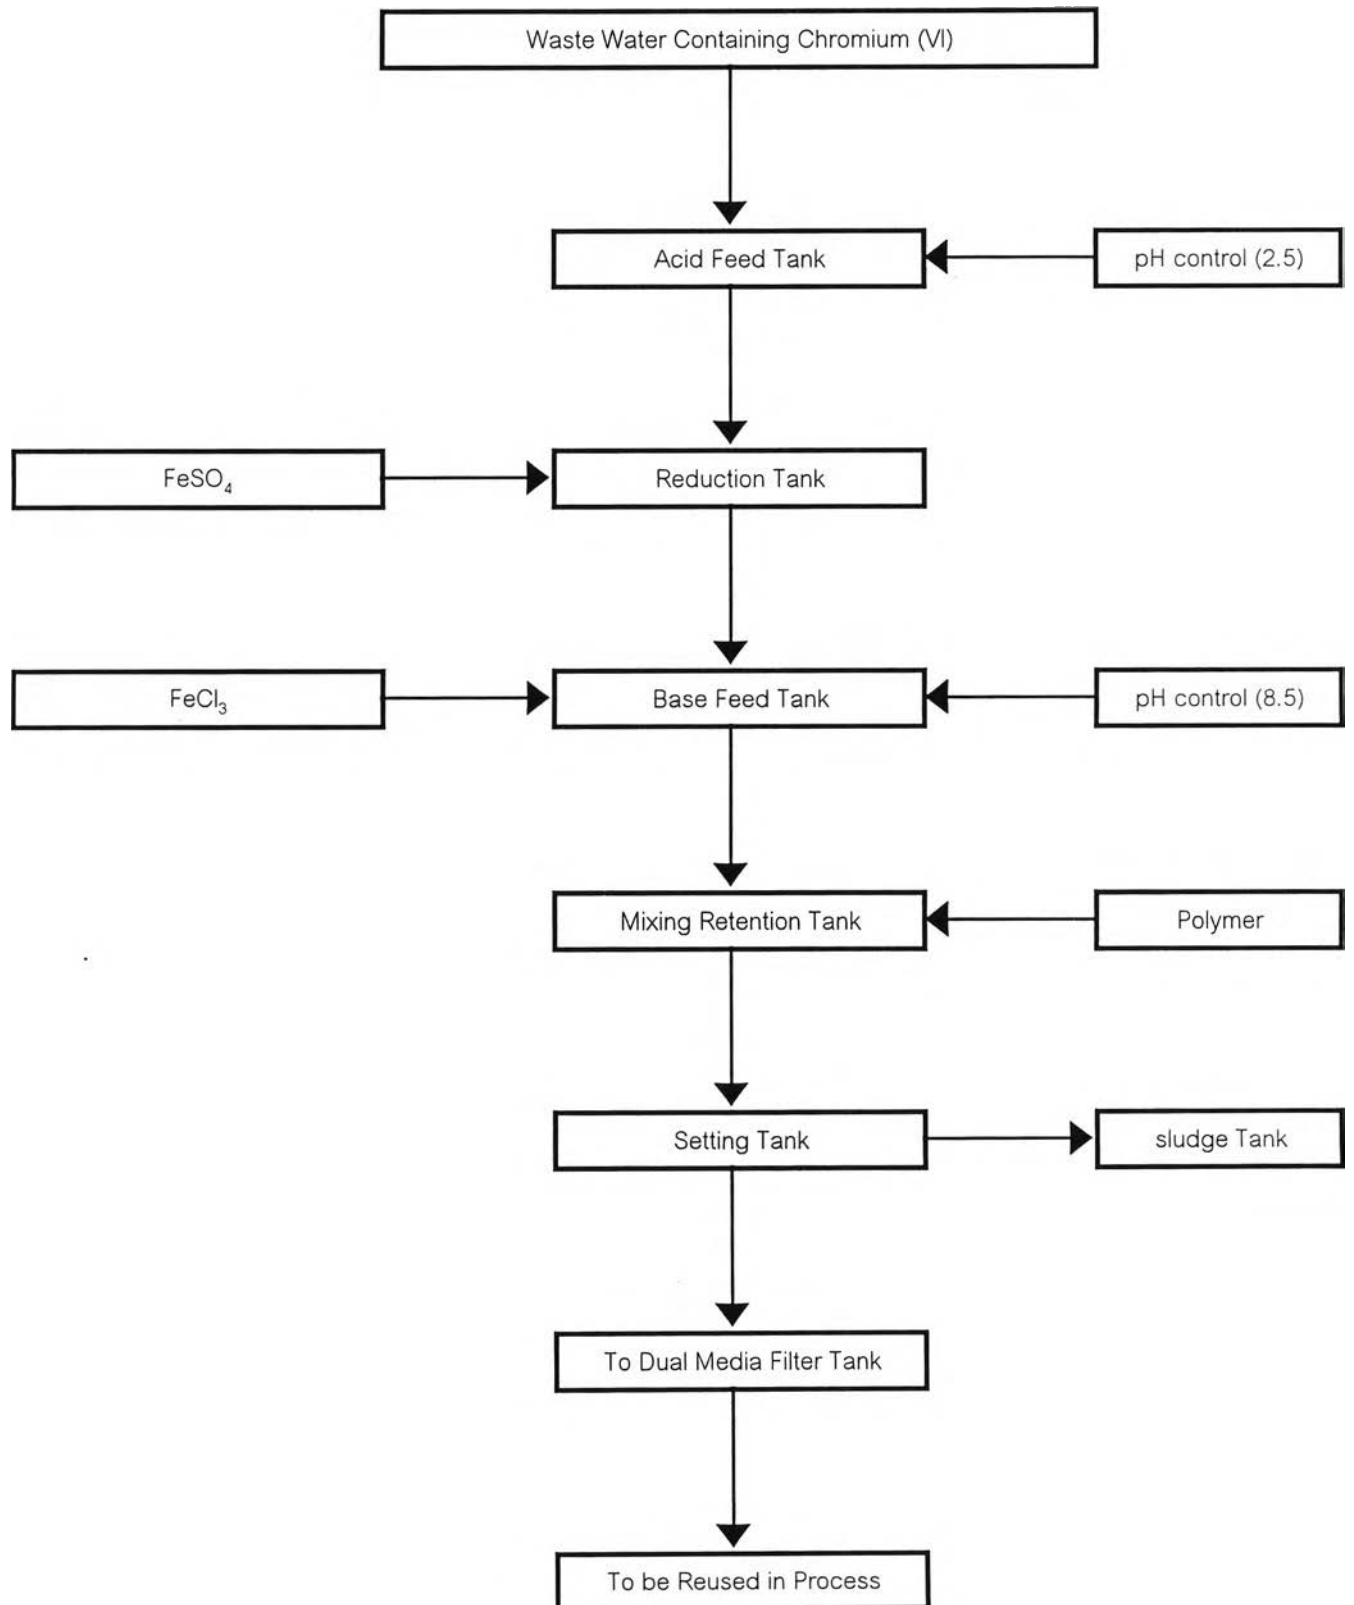 Waste Water Containing Chromium (VI)
Acid Feed Tank
pH control (2.5)
FeSO₄
Reduction Tank
FeCl₃
Base Feed Tank
pH control (8.5)
Mixing Retention Tank
Polymer
Setting Tank
sludge Tank
To Dual Media Filter Tank
To be Reused in Process